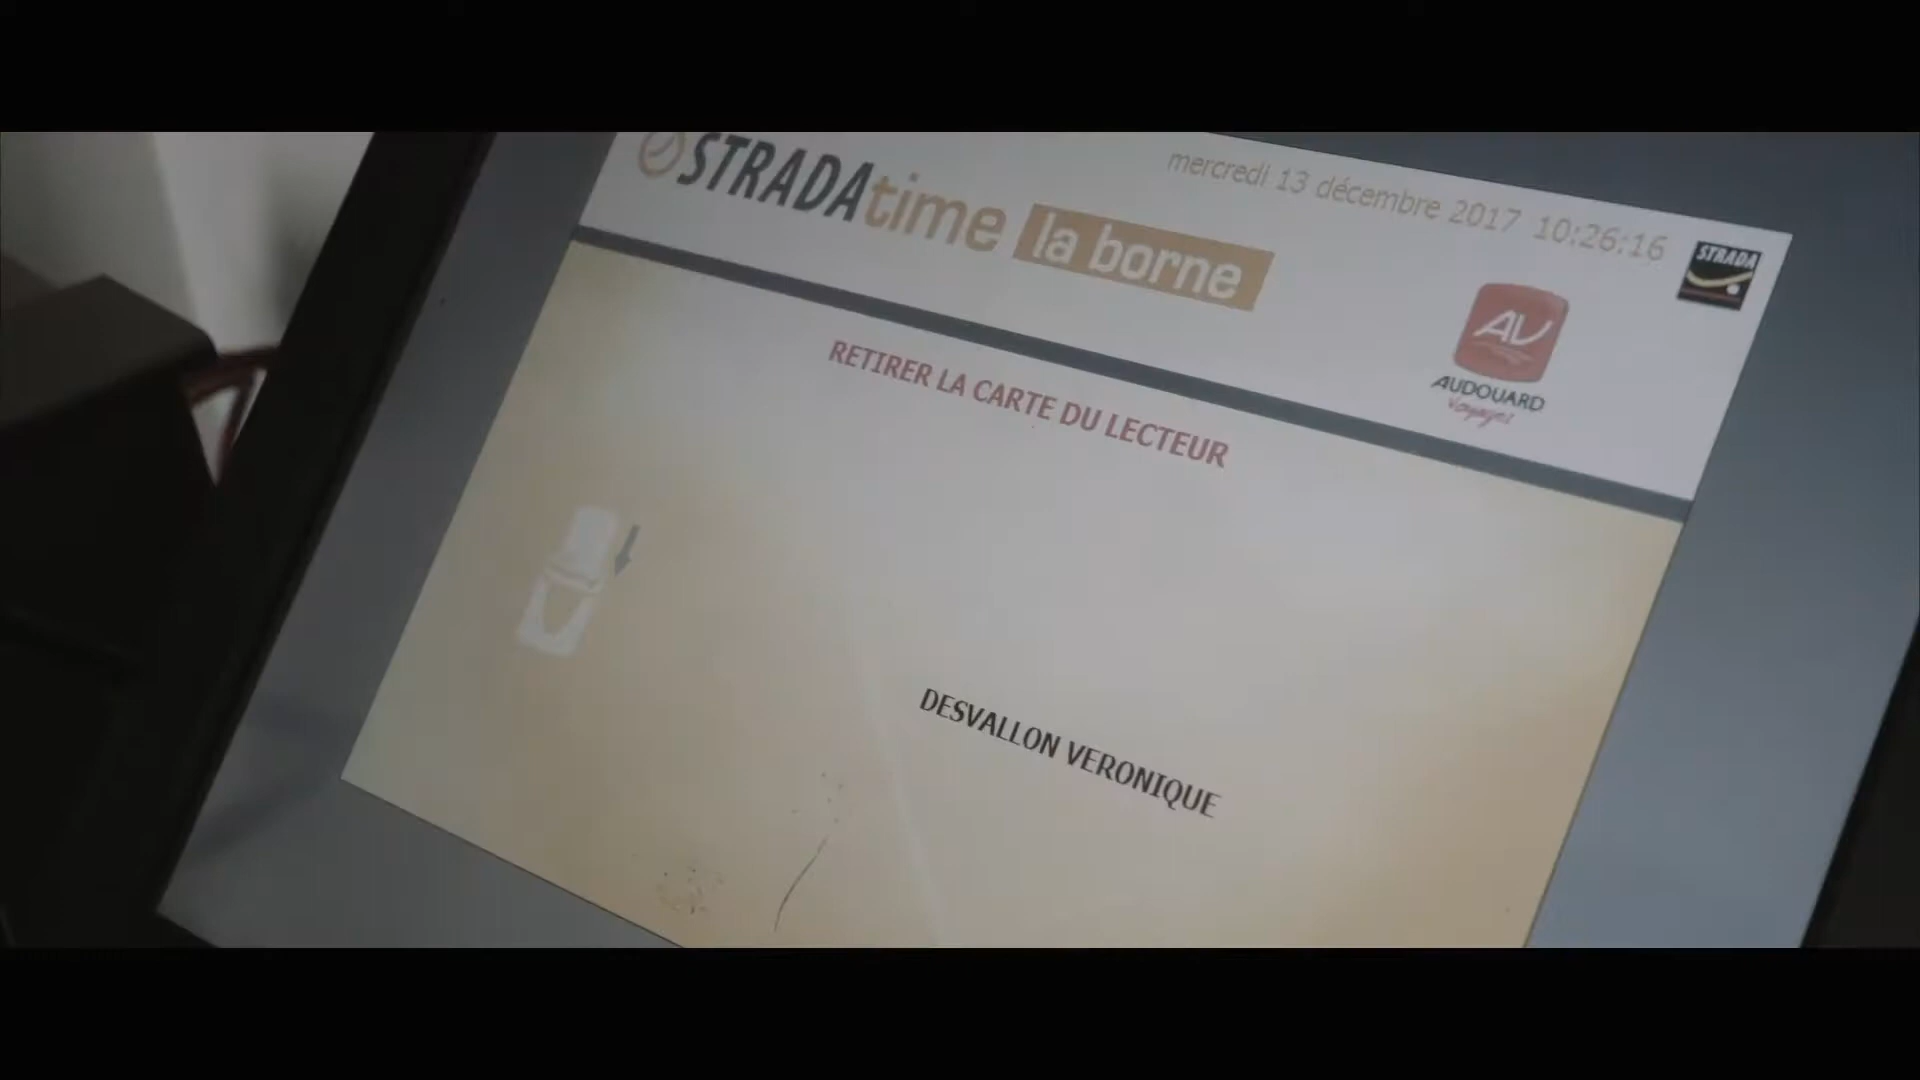 STRADAtime la borne
mercredi 13 décembre 2017 10:26:16
STRADA
AV
AUDOUARD
Voyages
RETIRER LA CARTE DU LECTEUR
DESVALLON VERONIQUE